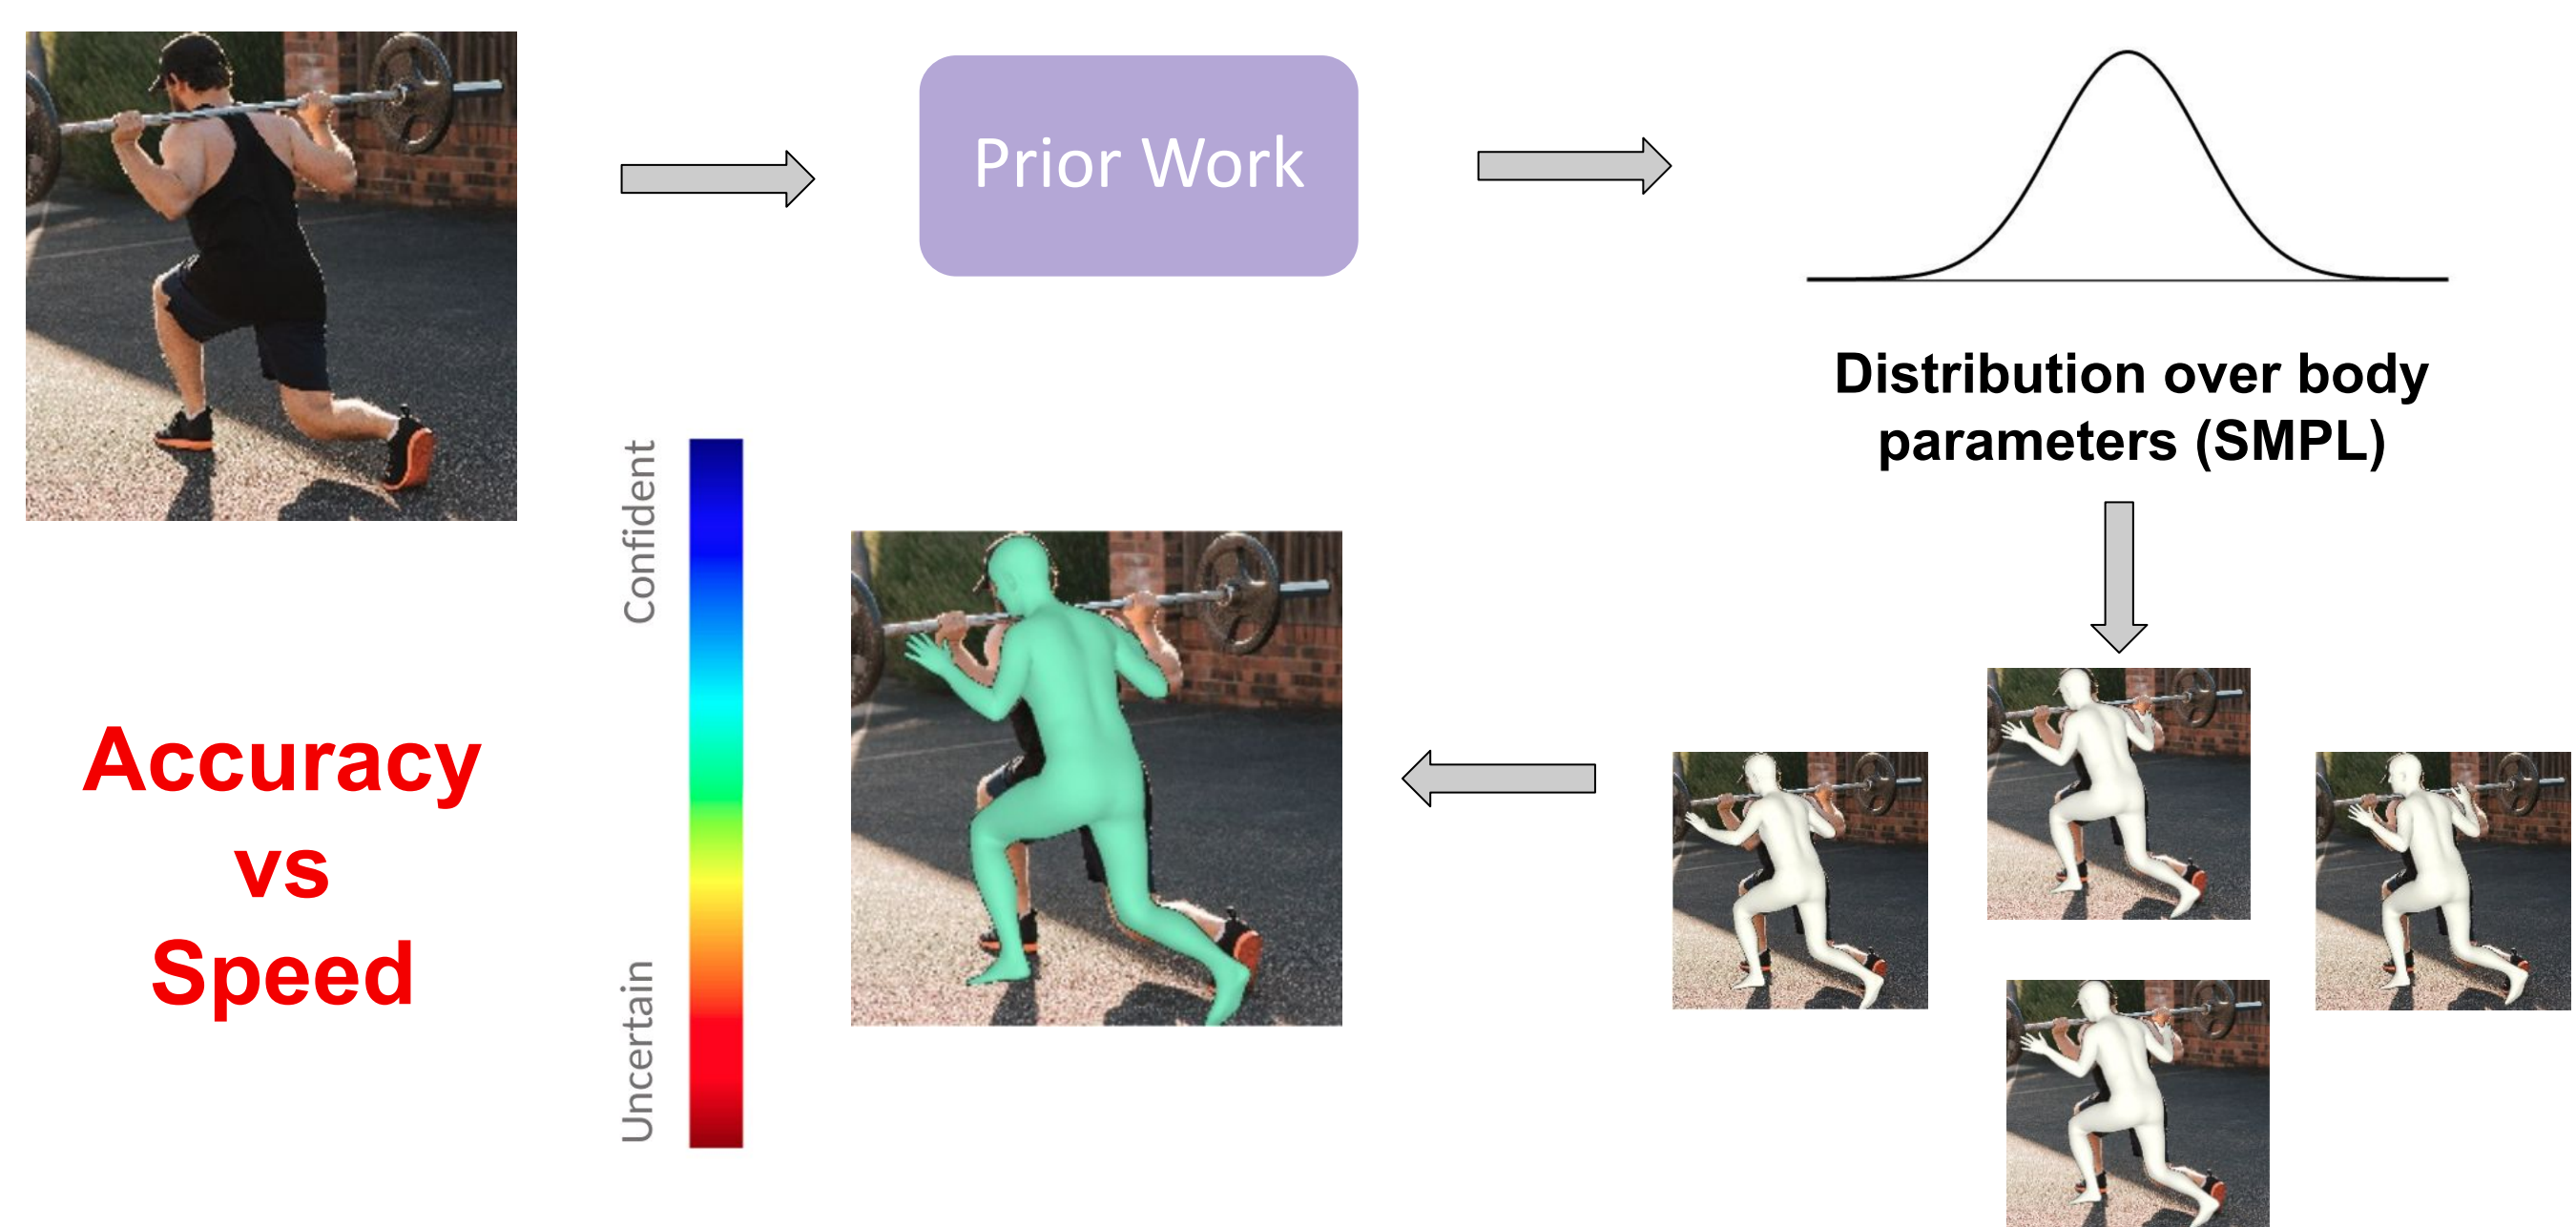 Prior Work
Distribution over body
parameters (SMPL)
Confident
Uncertain
Accuracy
vs
Speed